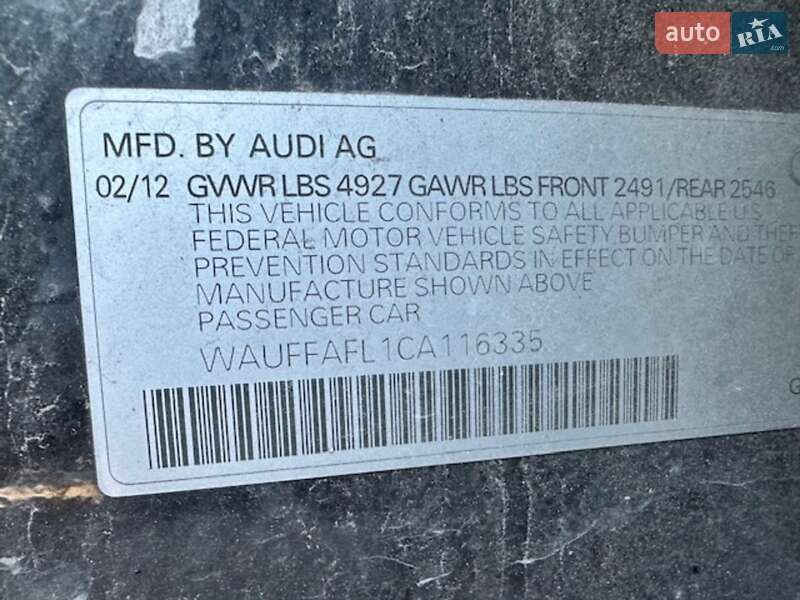 auto RIA.com
MFD. BY AUDI AG
02/12 GVWR LBS 4927 GAWR LBS FRONT 2491/REAR 2546
THIS VEHICLE CONFORMS TO ALL APPLICABLE U.S
FEDERAL MOTOR VEHICLE SAFETY BUMPER AND THEF
PREVENTION STANDARDS IN EFFECT ON THE DATE OF
MANUFACTURE SHOWN ABOVE
PASSENGER CAR
WAUFFAFL1CA116335